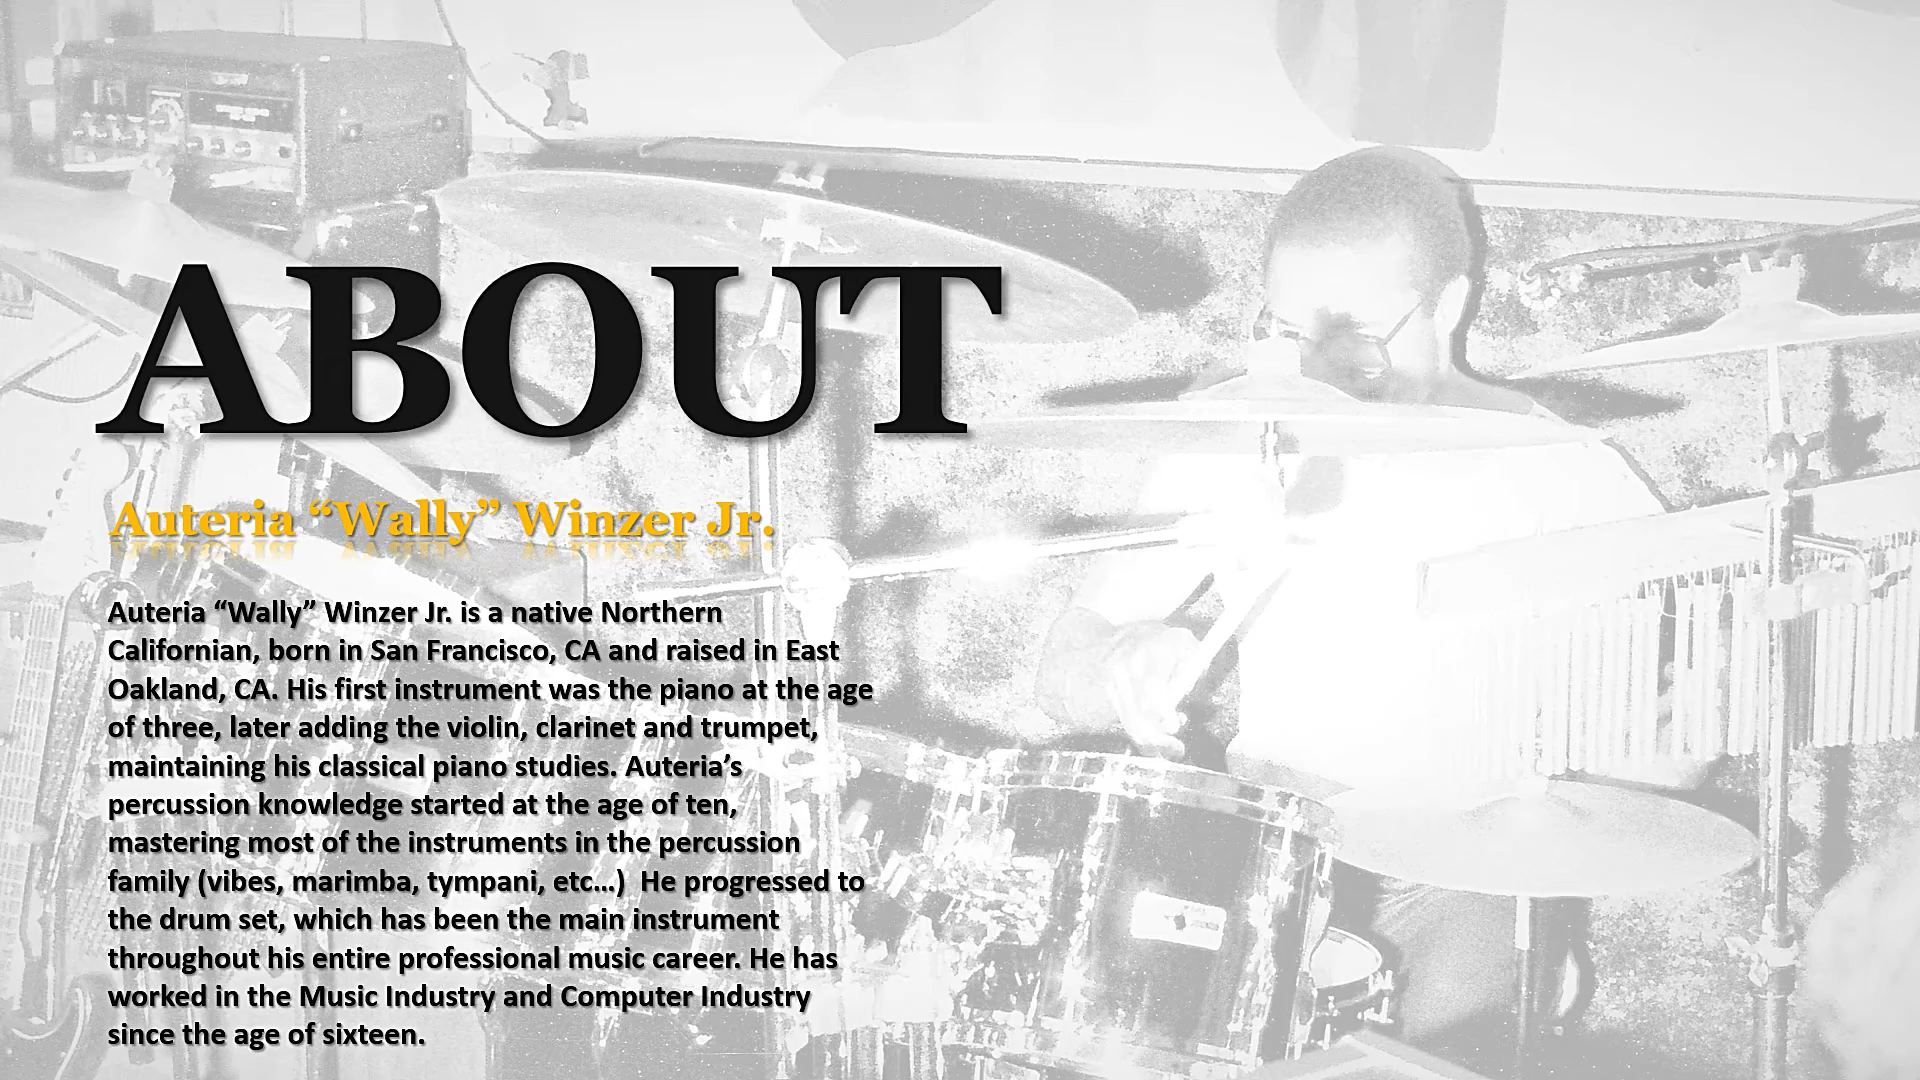 ABOUT
Auteria “Wally” Winzer Jr.
Auteria “Wally” Winzer Jr. is a native Northern
Californian, born in San Francisco, CA and raised in East
Oakland, CA. His first instrument was the piano at the age
of three, later adding the violin, clarinet and trumpet,
maintaining his classical piano studies. Auteria’s
percussion knowledge started at the age of ten,
mastering most of the instruments in the percussion
family (vibes, marimba, tympani, etc…)  He progressed to
the drum set, which has been the main instrument
throughout his entire professional music career. He has
worked in the Music Industry and Computer Industry
since the age of sixteen.